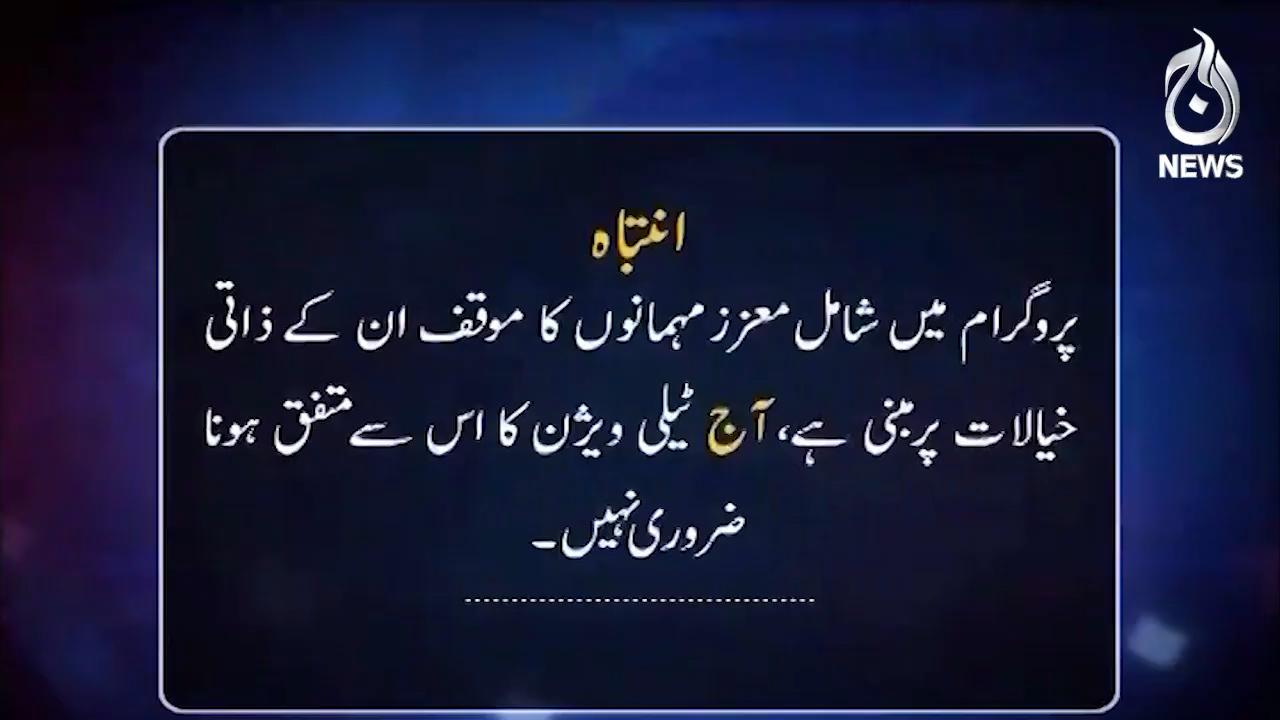 آج
NEWS
انتباہ
پروگرام میں شامل معزز مہمانوں کا موقف ان کے ذاتی
خیالات پر مبنی ہے، آج ٹیلی ویژن کا اس سے متفق ہونا
ضروری نہیں۔